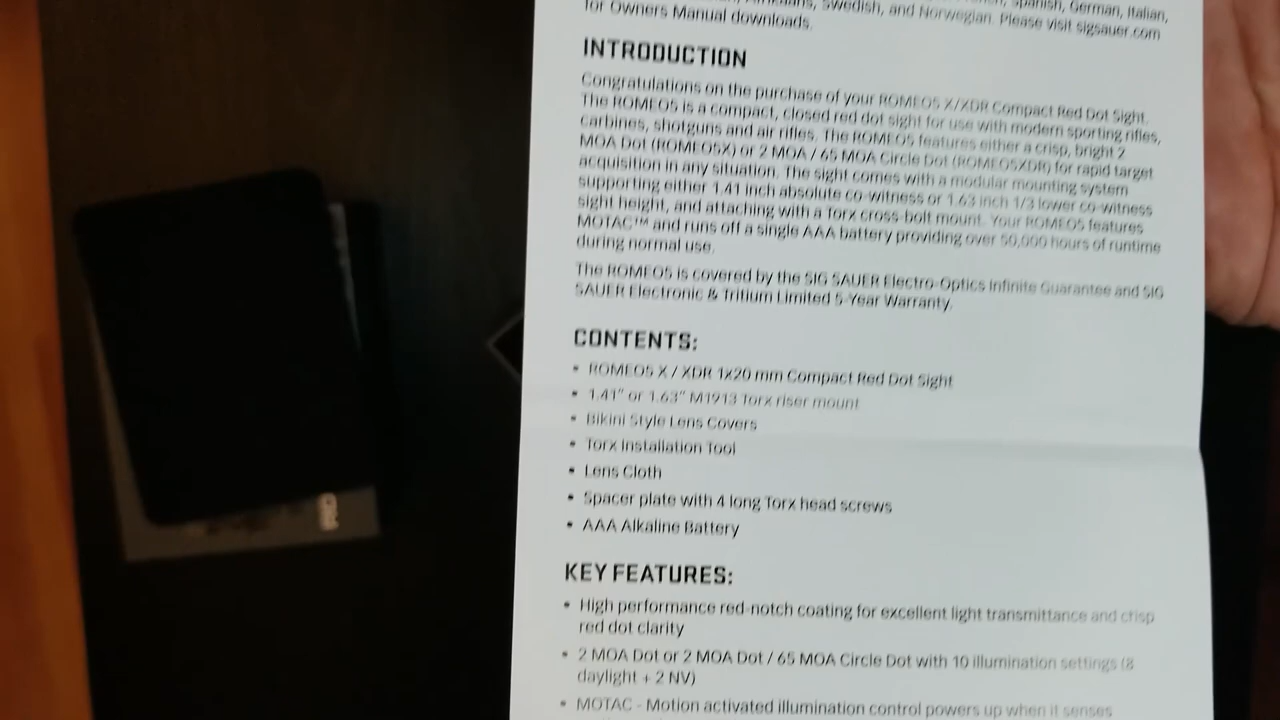 Swedish, and Norwegian. Please visit sigsauer.com
Spanish, German, Italian,
for Owners Manual downloads.
INTRODUCTION
Congratulations on the purchase of your ROMEO5 X/XDR Compact Red Dot Sight.
The ROMEO5 is a compact, closed red dot sight for use with modern sporting rifles,
carbines, shotguns and air rifles. The ROMEO5 features either a crisp, bright 2
MOA Dot (ROMEO5X) or 2 MOA / 65 MOA Circle Dot (ROMEO5XDR) for rapid target
acquisition in any situation. The sight comes with a modular mounting system
supporting either 1.41 inch absolute co-witness or 1.63 inch 1/3 lower co-witness
sight height, and attaching with a Torx cross-bolt mount. Your ROMEO5 features
MOTAC™ and runs off a single AAA battery providing over 50,000 hours of runtime
during normal use.
The ROMEO5 is covered by the SIG SAUER Electro-Optics Infinite Guarantee and SIG
SAUER Electronic & Tritium Limited 5-Year Warranty.
CONTENTS:
• ROMEO5 X / XDR 1x20 mm Compact Red Dot Sight
• 1.41" or 1.63" M1913 Torx riser mount
• Bikini Style Lens Covers
• Torx Installation Tool
• Lens Cloth
• Spacer plate with 4 long Torx head screws
• AAA Alkaline Battery
KEY FEATURES:
• High performance red-notch coating for excellent light transmittance and crisp
red dot clarity
• 2 MOA Dot or 2 MOA Dot / 65 MOA Circle Dot with 10 illumination settings (8
daylight + 2 NV)
• MOTAC - Motion activated illumination control powers up when it senses